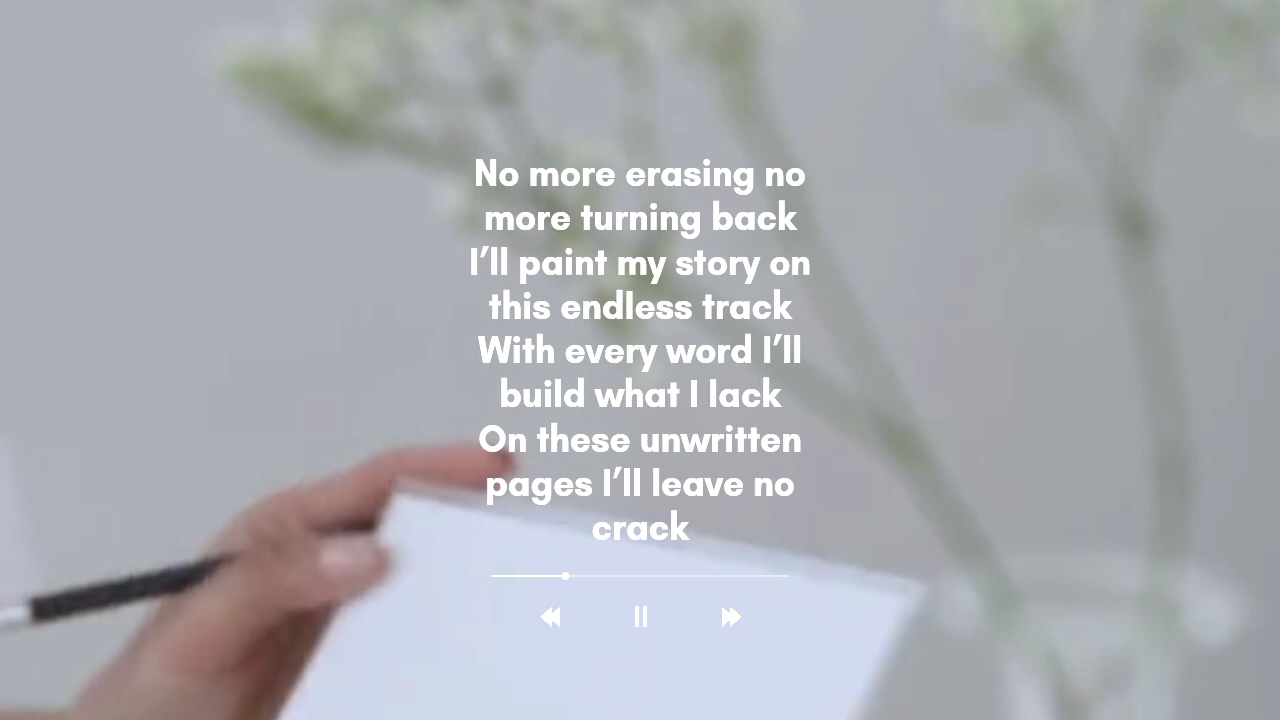 No more erasing no
more turning back
I’ll paint my story on
this endless track
With every word I’ll
build what I lack
On these unwritten
pages I’ll leave no
crack